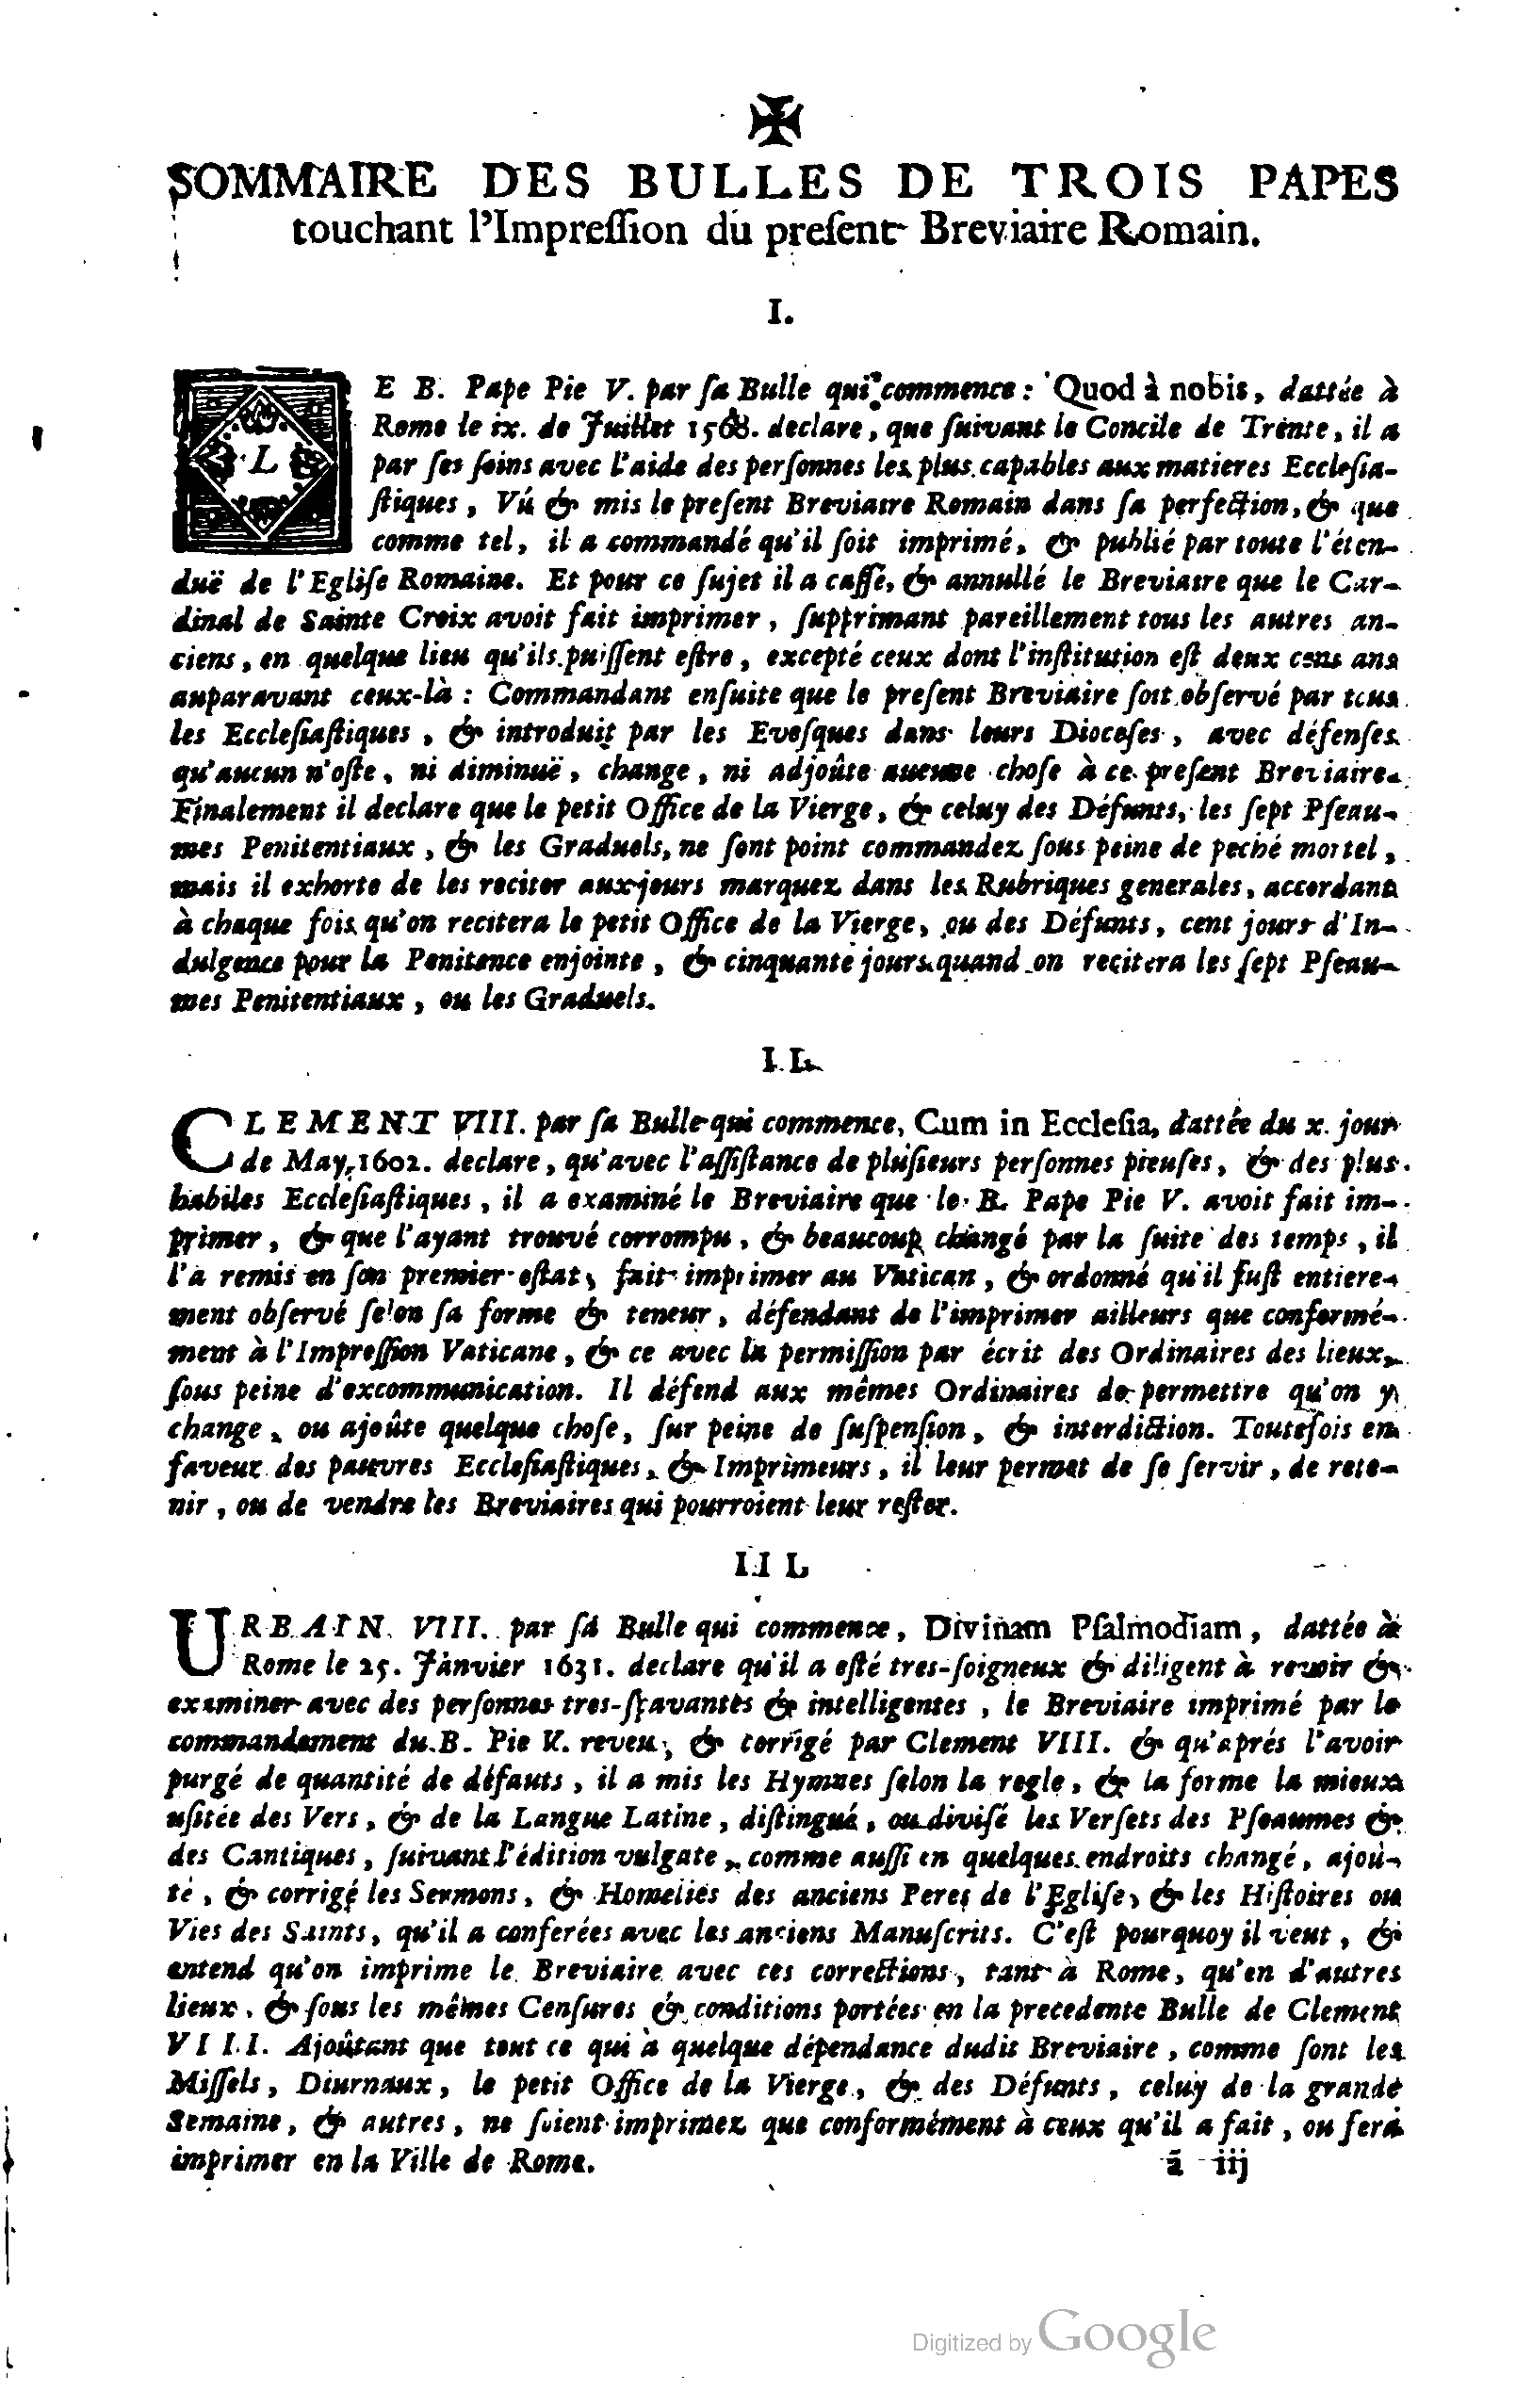 ✠
SOMMAIRE DES BULLES DE TROIS PAPES
touchant l'Impreſſion du preſent Breviaire Romain.
I.
LE B. Pape Pie V. par ſa Bulle qui commence : Quod à nobis, dattée à
Rome le ix. de Juillet 1568. declare, que ſuivant le Concile de Trente, il a
par ſes ſoins avec l'aide des perſonnes les plus capables aux matieres Eccleſia-
ſtiques, Vû & mis le preſent Breviaire Romain dans ſa perfection, & que
comme tel, il a commandé qu'il ſoit imprimé, & publié par toute l'éten-
duë de l'Egliſe Romaine. Et pour ce ſujet il a caſſé, & annullé le Breviaire que le Car-
dinal de Sainte Croix avoit fait imprimer, ſupprimant pareillement tous les autres an-
ciens, en quelque lieu qu'ils puiſſent eſtre, excepté ceux dont l'inſtitution eſt deux cens ans
auparavant ceux-là : Commandant enſuite que le preſent Breviaire ſoit obſervé par tous
les Eccleſiaſtiques, & introduit par les Eveſques dans leurs Dioceſes, avec défenſes
qu'aucun n'oſte, ni diminuë, change, ni adjoûte aucune choſe à ce preſent Breviaire.
Finalement il declare que le petit Office de la Vierge, & celuy des Défunts, les ſept Pſeau-
mes Penitentiaux, & les Graduels, ne ſont point commandez ſous peine de peché mortel,
mais il exhorte de les reciter aux jours marquez dans les Rubriques generales, accordant
à chaque fois qu'on recitera le petit Office de la Vierge, ou des Défunts, cent jours d'In-
dulgence pour la Penitence enjointe, & cinquante jours quand on recitera les ſept Pſeau-
mes Penitentiaux, ou les Graduels.
II.
CLEMENT VIII. par ſa Bulle qui commence, Cum in Eccleſia, dattée du x. jour
de May, 1602. declare, qu'avec l'aſſiſtance de pluſieurs perſonnes pieuſes, & des plus
habiles Eccleſiaſtiques, il a examiné le Breviaire que le B. Pape Pie V. avoit fait im-
primer, & que l'ayant trouvé corrompu, & beaucoup changé par la ſuite des temps, il
l'a remis en ſon premier eſtat, fait imprimer au Vatican, & ordonné qu'il fuſt entiere-
ment obſervé ſelon ſa forme & teneur, défendant de l'imprimer ailleurs que conformé-
ment à l'Impreſſion Vaticane, & ce avec la permiſſion par écrit des Ordinaires des lieux,
ſous peine d'excommunication. Il défend aux mêmes Ordinaires de permettre qu'on y
change, ou ajoûte quelque choſe, ſur peine de ſuſpenſion, & interdiction. Toutefois en
faveur des pauvres Eccleſiaſtiques, & Imprimeurs, il leur permet de ſe ſervir, de rete-
nir, ou de vendre les Breviaires qui pourroient leur reſter.
III.
URBAIN VIII. par ſa Bulle qui commence, Divinam Pſalmodiam, dattée à
Rome le 25. Janvier 1631. declare qu'il a eſté tres-ſoigneux & diligent à revoir &
examiner avec des perſonnes tres-ſçavantes & intelligentes, le Breviaire imprimé par le
commandement du B. Pie V. reveu, & corrigé par Clement VIII. & qu'aprés l'avoir
purgé de quantité de défauts, il a mis les Hymnes ſelon la regle, & la forme la mieux
uſitée des Vers, & de la Langue Latine, diſtingué, ou diviſé les Verſets des Pſeaumes &
des Cantiques, ſuivant l'édition vulgate, comme auſſi en quelques endroits changé, ajoû-
té, & corrigé les Sermons, & Homelies des anciens Peres de l'Egliſe, & les Hiſtoires ou
Vies des Saints, qu'il a conferées avec les anciens Manuſcrits. C'eſt pourquoy il veut, &
entend qu'on imprime le Breviaire avec ces corrections, tant à Rome, qu'en d'autres
lieux, & ſous les mêmes Cenſures & conditions portées en la precedente Bulle de Clement
VIII. Ajoûtant que tout ce qui à quelque dépendance dudit Breviaire, comme ſont les
Miſſels, Diurnaux, le petit Office de la Vierge, & des Défunts, celuy de la grande
Semaine, & autres, ne ſoient imprimez que conformément à ceux qu'il a fait, ou fera
imprimer en la Ville de Rome.
ā iij
Digitized by Google